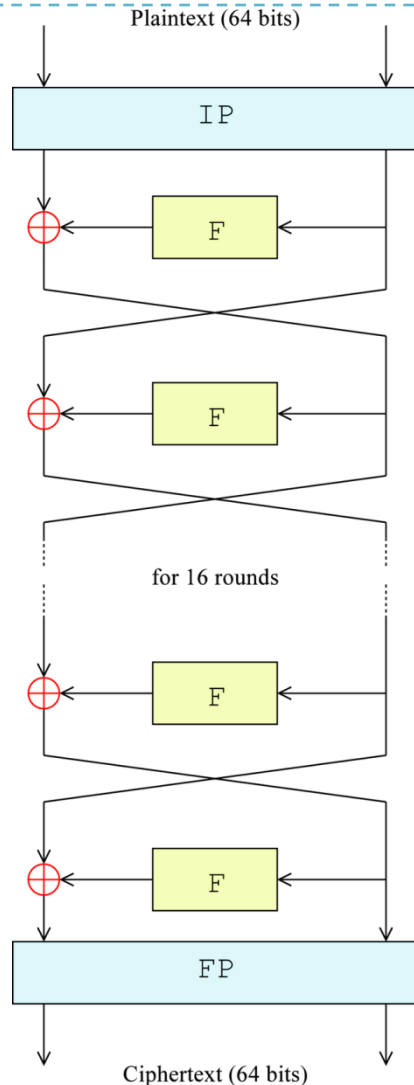 Plaintext (64 bits)
IP
F
F
for 16 rounds
F
F
FP
Ciphertext (64 bits)